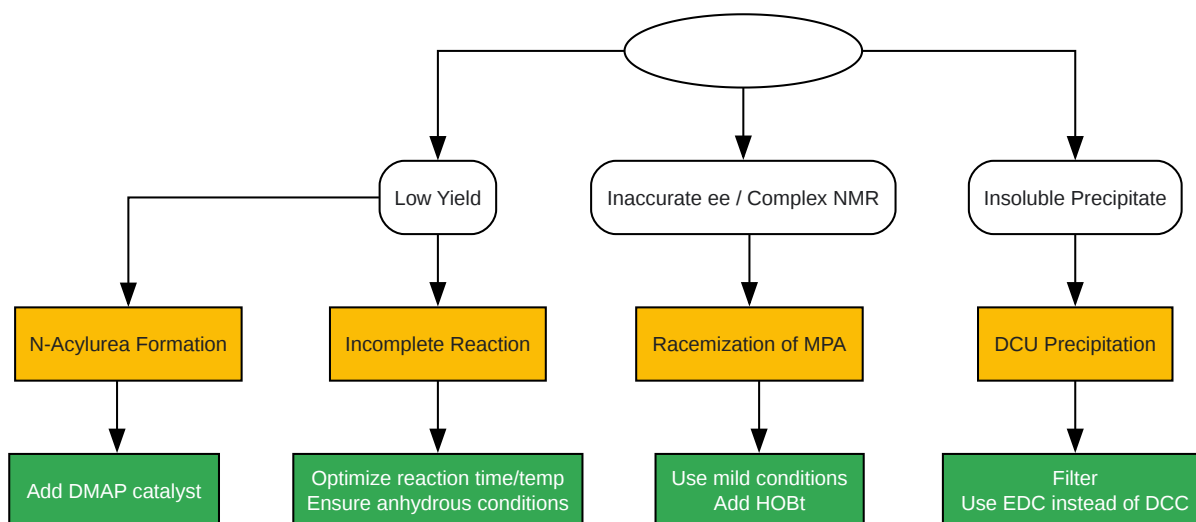 Low Yield
Inaccurate ee / Complex NMR
Insoluble Precipitate
N-Acylurea Formation
Incomplete Reaction
Racemization of MPA
DCU Precipitation
Add DMAP catalyst
Optimize reaction time/temp
Ensure anhydrous conditions
Use mild conditions
Add HOBt
Filter
Use EDC instead of DCC